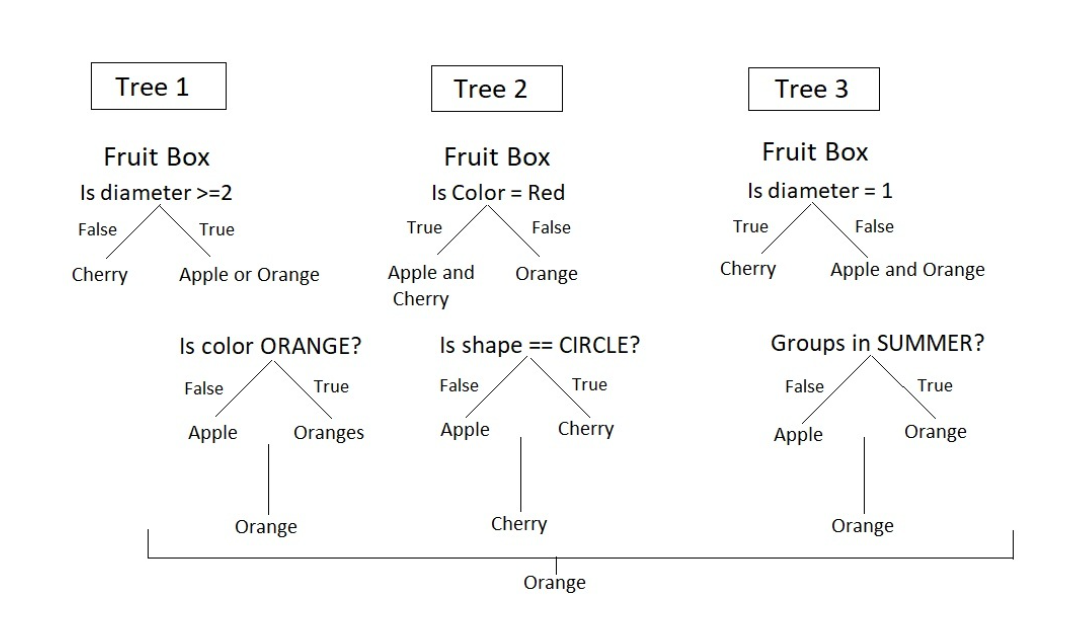 Tree 1
Tree 2
Tree 3
Fruit Box
Fruit Box
Fruit Box
Is diameter >=2
Is Color = Red
Is diameter = 1
False
True
True
False
True
False
Cherry
Apple or Orange
Apple and
Cherry
Orange
Cherry
Apple and Orange
Is color ORANGE?
Is shape == CIRCLE?
Groups in SUMMER?
False
True
False
True
False
True
Apple
Oranges
Apple
Cherry
Apple
Orange
Orange
Cherry
Orange
Orange